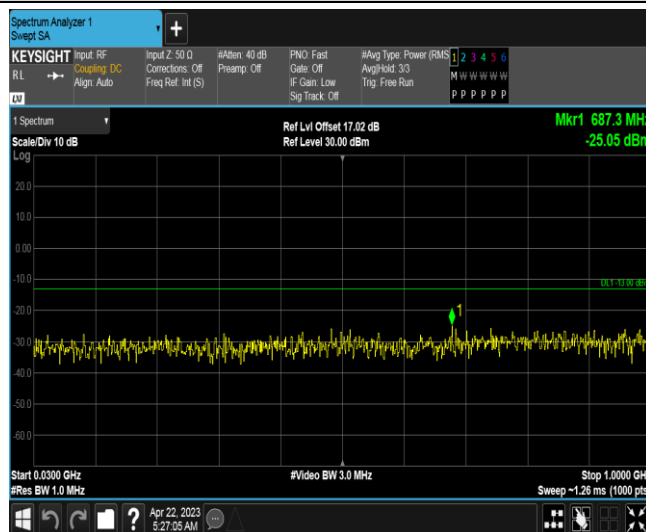 Spectrum Analyzer 1
Swept SA
+
KEYSIGHT
RL
LXI
Input: RF
Coupling: DC
Align: Auto
Input Z: 50 Ω
Corrections: Off
Freq Ref: Int (S)
#Atten: 40 dB
Preamp: Off
PNO: Fast
Gate: Off
IF Gain: Low
Sig Track: Off
#Avg Type: Power (RMS
Avg|Hold: 3/3
Trig: Free Run
1 2 3 4 5 6
M W W W W W
P P P P P P
1 Spectrum
Scale/Div 10 dB
Log
Ref Lvl Offset 17.02 dB
Ref Level 30.00 dBm
Mkr1 687.3 MHz
-25.05 dBm
20.0
10.0
0.00
-10.0
DL1 -13.00 dBm
1
-20.0
-30.0
-40.0
-50.0
-60.0
Start 0.0300 GHz
#Res BW 1.0 MHz
#Video BW 3.0 MHz
Stop 1.0000 GH
Sweep ~1.26 ms (1000 pts
?
Apr 22, 2023
5:27:05 AM